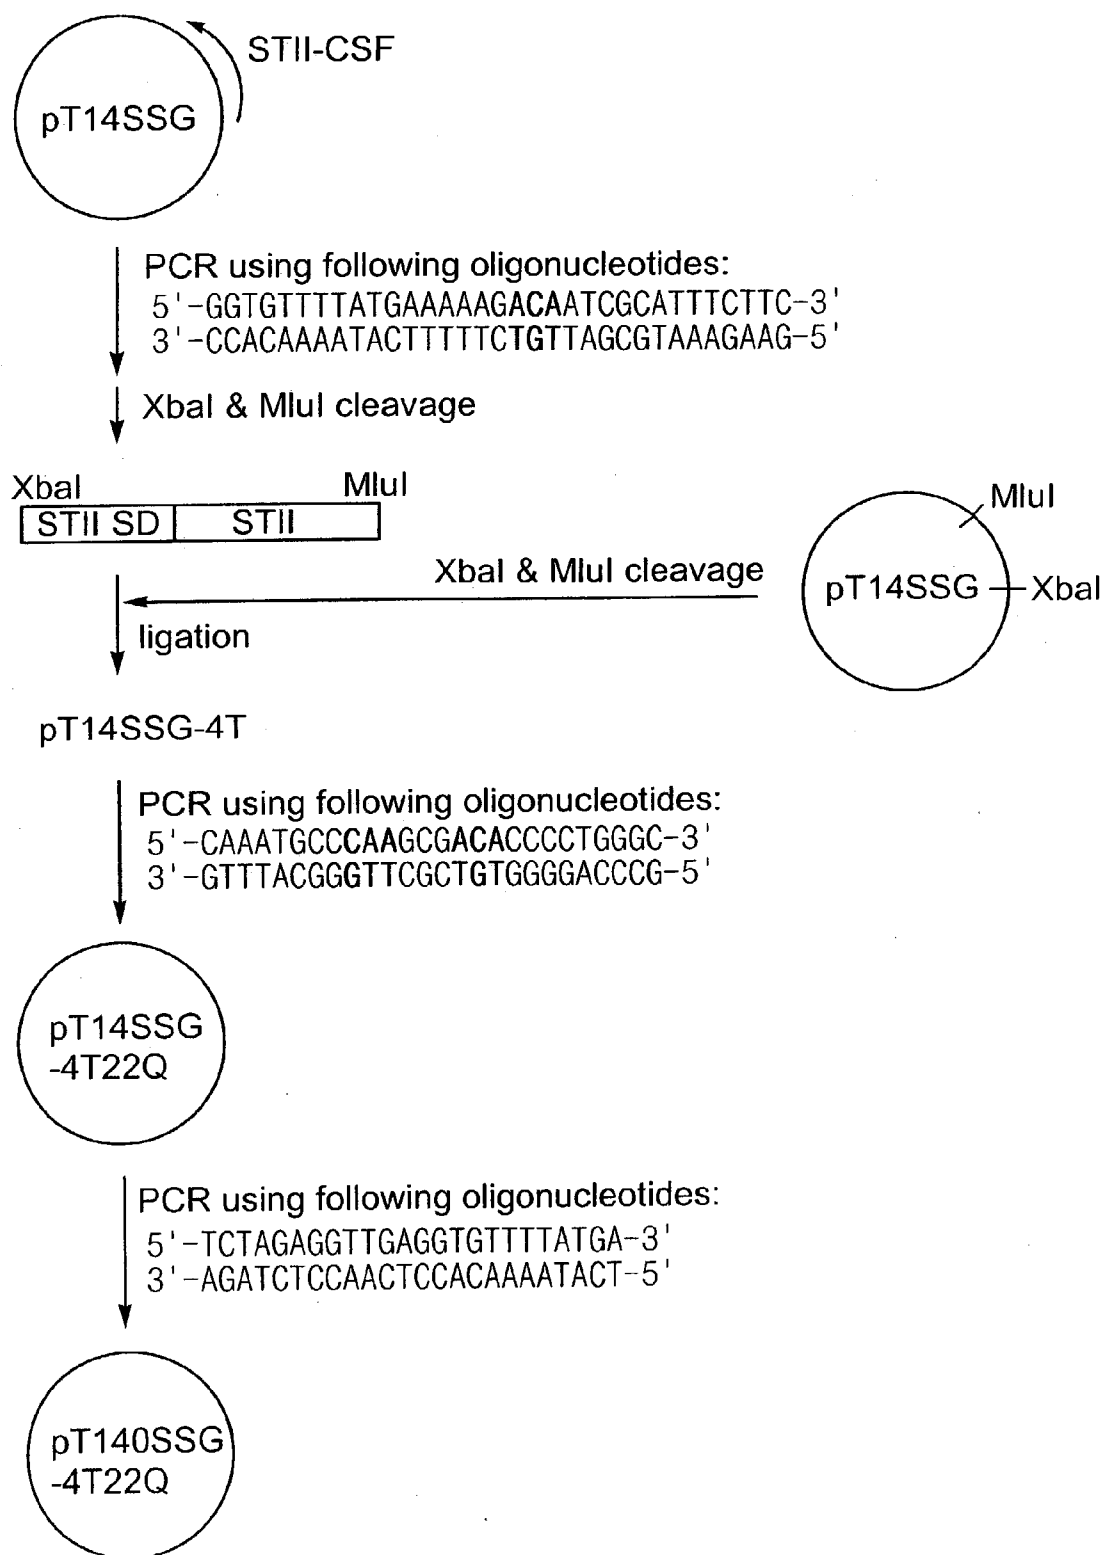 STII-CSF
pT14SSG
PCR using following oligonucleotides:
5'-GGTGTTTTATGAAAAAGACAATCGCATTTCTTC-3'
3'-CCACAAAATACTTTTTCTGTTAGCGTAAAGAAG-5'
XbaI & MluI cleavage
XbaI MluI
STII SD STII
MluI
XbaI & MluI cleavage
pT14SSG XbaI
ligation
pT14SSG-4T
PCR using following oligonucleotides:
5'-CAAATGCCCAAGCGACACCCCTGGGC-3'
3'-GTTTACGGGTTCGCTGTGGGGACCCG-5'
pT14SSG
-4T22Q
PCR using following oligonucleotides:
5'-TCTAGAGGTTGAGGTGTTTTATGA-3'
3'-AGATCTCCAACTCCACAAAATACT-5'
pT140SSG
-4T22Q